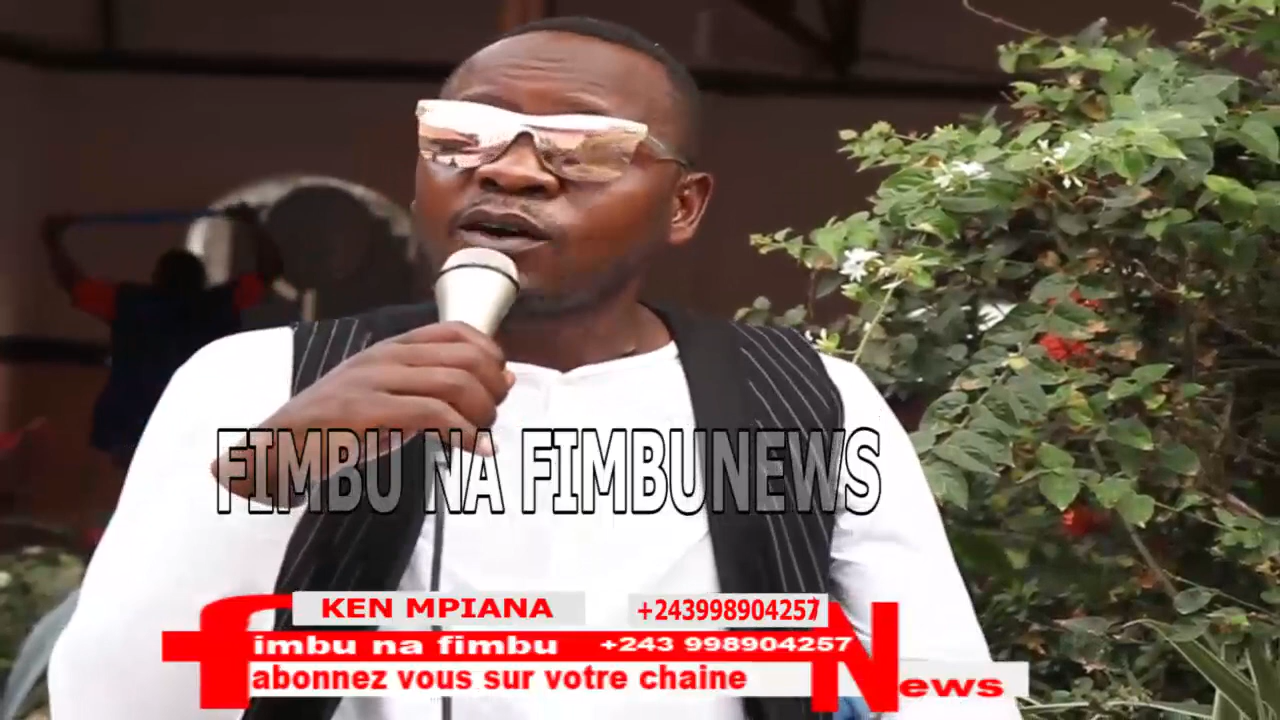 FIMBU NA FIMBUNEWS
KEN MPIANA +243998904257
fimbu na fimbu +243 998904257
abonnez vous sur votre chaine News